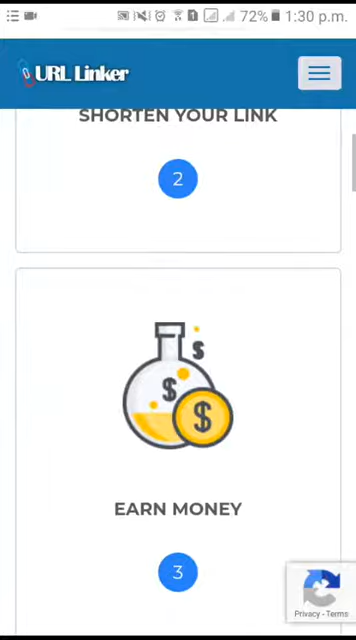 72% 1:30 p.m.
URL Linker
SHORTEN YOUR LINK
2
$
$
$
EARN MONEY
3
Privacy - Terms